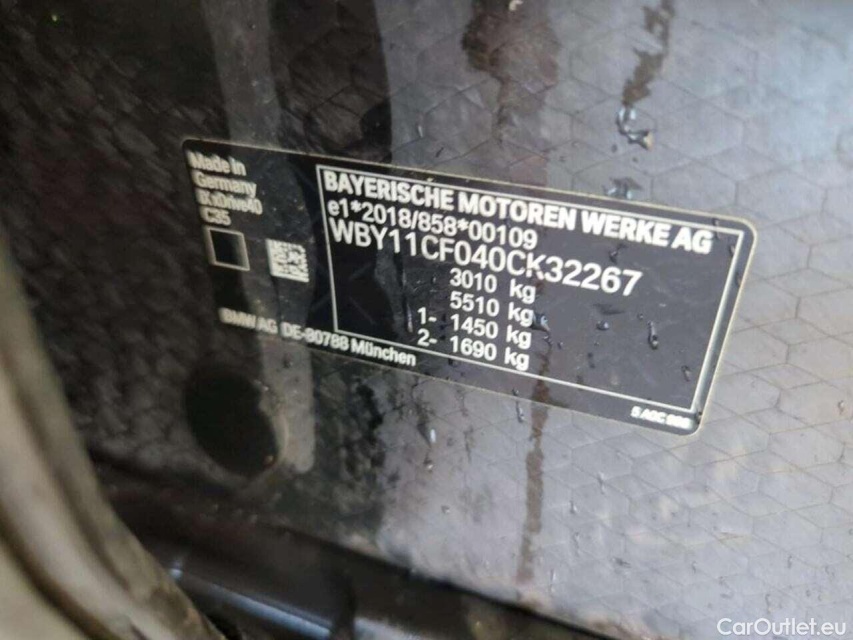 Made in
Germany
iX xDrive40
C35
BAYERISCHE MOTOREN WERKE AG
e1*2018/858*00109
WBY11CF040CK32267
3010 kg
5510 kg
1- 1450 kg
2- 1690 kg
BMW AG DE-80788 München
CarOutlet.eu